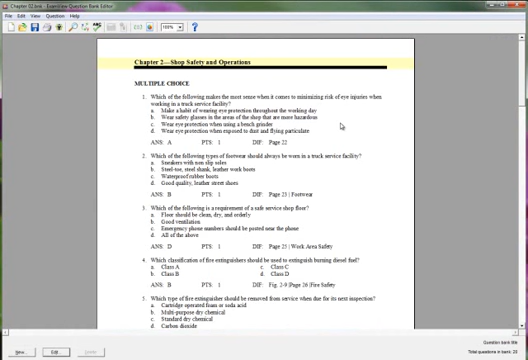 Chapter 02.bnk - ExamView Question Bank Editor
File Edit View Question Help
100%
Chapter 2—Shop Safety and Operations
MULTIPLE CHOICE
1. Which of the following makes the most sense when it comes to minimizing risk of eye injuries when
working in a truck service facility?
a. Make a habit of wearing eye protection throughout the working day
b. Wear safety glasses in the areas of the shop that are more hazardous
c. Wear eye protection when using a bench grinder
d. Wear eye protection when exposed to dust and flying particulate
ANS: A PTS: 1 DIF: Page 22
2. Which of the following types of footwear should always be worn in a truck service facility?
a. Sneakers with non slip soles
b. Steel-toe, steel shank, leather work boots
c. Waterproof rubber boots
d. Good quality, leather street shoes
ANS: B PTS: 1 DIF: Page 23 | Footwear
3. Which of the following is a requirement of a safe service shop floor?
a. Floor should be clean, dry, and orderly
b. Good ventilation
c. Emergency phone numbers should be posted near the phone
d. All of the above
ANS: D PTS: 1 DIF: Page 25 | Work Area Safety
4. Which classification of fire extinguishers should be used to extinguish burning diesel fuel?
a. Class A c. Class C
b. Class B d. Class D
ANS: B PTS: 1 DIF: Fig. 2-9 | Page 26 | Fire Safety
5. Which type of fire extinguisher should be removed from service when due for its next inspection?
a. Cartridge operated foam or soda acid
b. Multi-purpose dry chemical
c. Standard dry chemical
d. Carbon dioxide
Question bank title
New... Edit...
Total questions in bank: 23